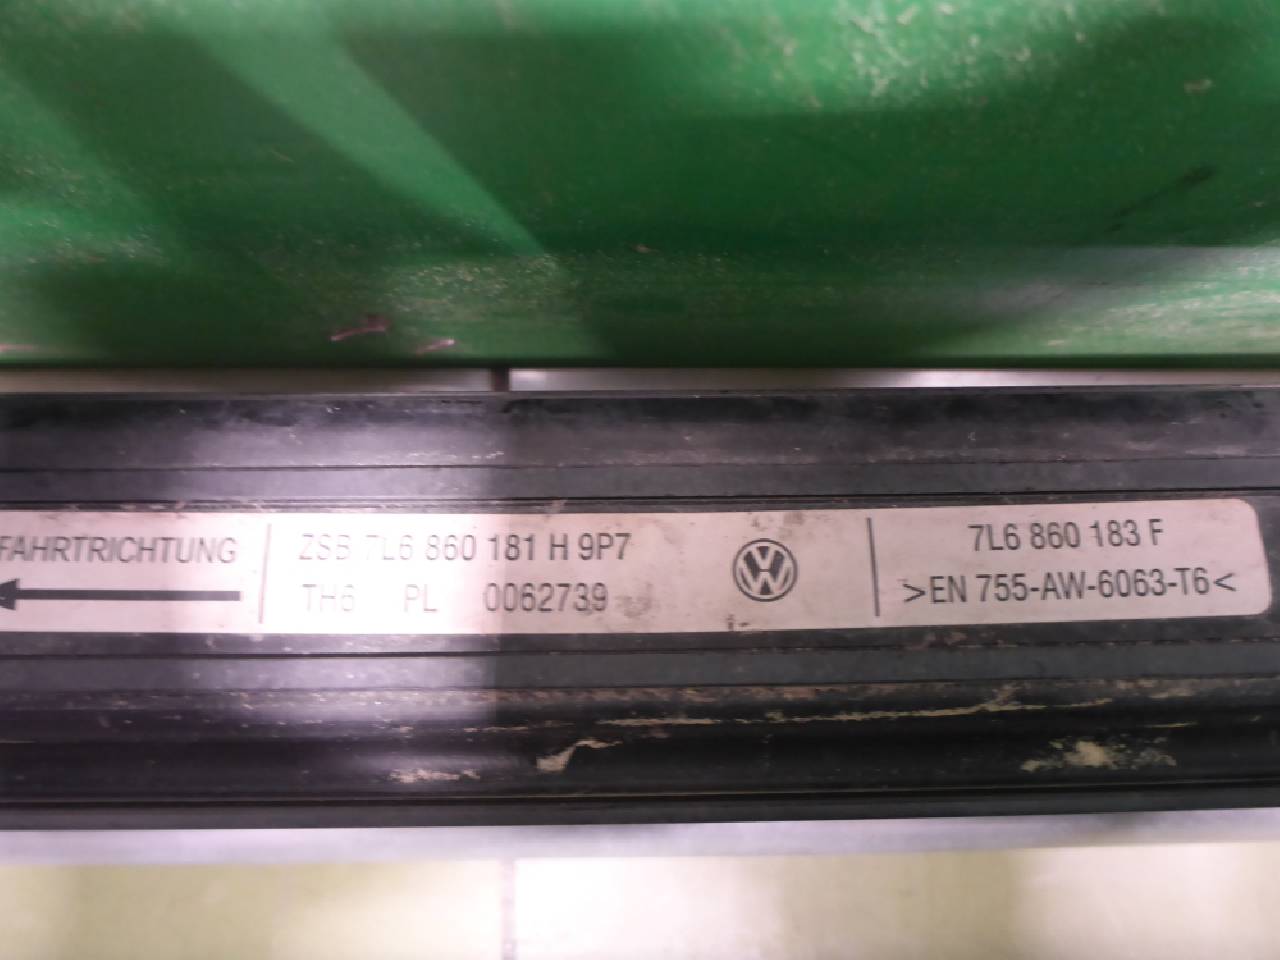 FAHRTRICHTUNG
ZSB 7L6 860 181 H 9P7
TH6 PL 0062739
7L6 860 183 F
>EN 755-AW-6063-T6<